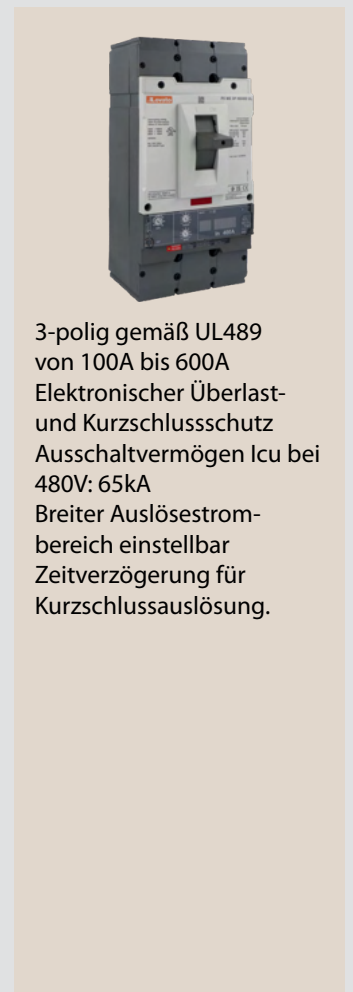 3-polig gemäß UL489
von 100A bis 600A
Elektronischer Überlast-
und Kurzschlussschutz
Ausschaltvermögen Icu bei
480V: 65kA
Breiter Auslösestrom-
bereich einstellbar
Zeitverzögerung für
Kurzschlussauslösung.